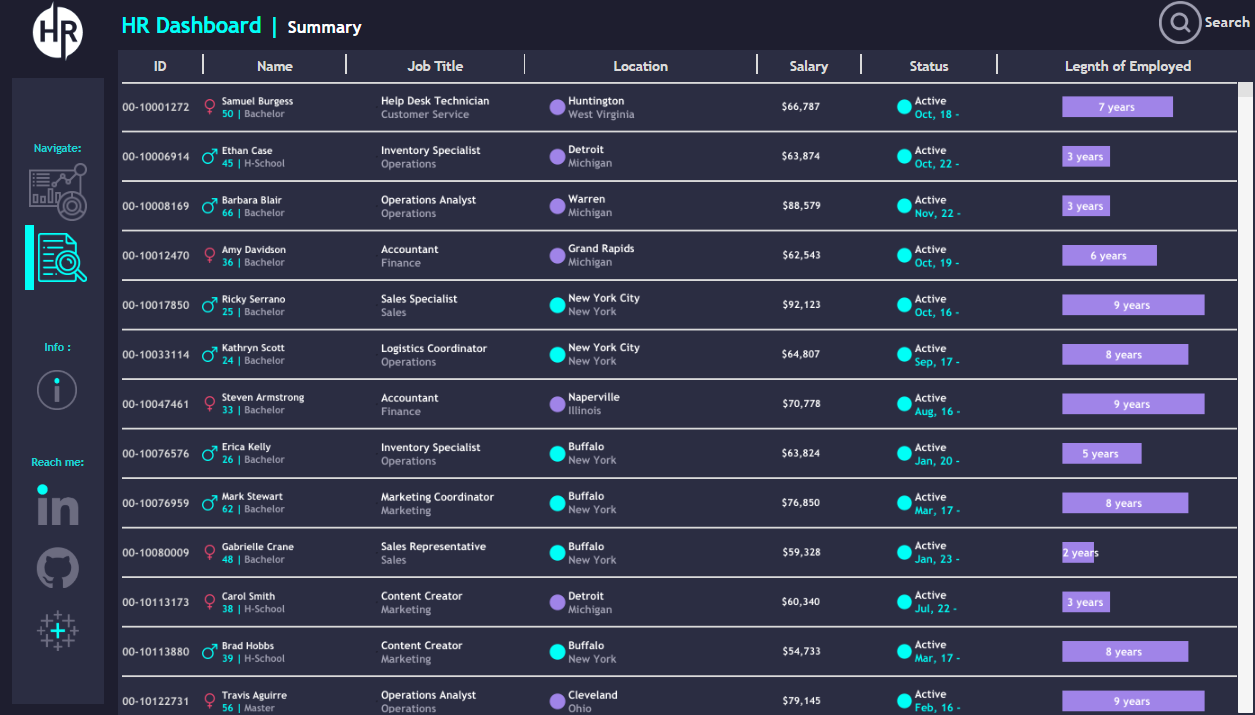 HR
HR Dashboard | Summary
Search
ID Name Job Title Location Salary Status Legnth of Employed
Navigate:
Info :
Reach me:
in
00-10001272 Samuel Burgess Help Desk Technician Huntington $66,787 Active 7 years
50 | Bachelor Customer Service West Virginia Oct, 18 -
00-10006914 Ethan Case Inventory Specialist Detroit $63,874 Active 3 years
45 | H-School Operations Michigan Oct, 22 -
00-10008169 Barbara Blair Operations Analyst Warren $88,579 Active 3 years
66 | Bachelor Operations Michigan Nov, 22 -
00-10012470 Amy Davidson Accountant Grand Rapids $62,543 Active 6 years
36 | Bachelor Finance Michigan Oct, 19 -
00-10017850 Ricky Serrano Sales Specialist New York City $92,123 Active 9 years
25 | Bachelor Sales New York Oct, 16 -
00-10033114 Kathryn Scott Logistics Coordinator New York City $64,807 Active 8 years
24 | Bachelor Operations New York Sep, 17 -
00-10047461 Steven Armstrong Accountant Naperville $70,778 Active 9 years
33 | Bachelor Finance Illinois Aug, 16 -
00-10076576 Erica Kelly Inventory Specialist Buffalo $63,824 Active 5 years
26 | Bachelor Operations New York Jan, 20 -
00-10076959 Mark Stewart Marketing Coordinator Buffalo $76,850 Active 8 years
62 | Bachelor Marketing New York Mar, 17 -
00-10080009 Gabrielle Crane Sales Representative Buffalo $59,328 Active 2 years
48 | Bachelor Sales New York Jan, 23 -
00-10113173 Carol Smith Content Creator Detroit $60,340 Active 3 years
38 | H-School Marketing Michigan Jul, 22 -
00-10113880 Brad Hobbs Content Creator Buffalo $54,733 Active 8 years
39 | H-School Marketing New York Mar, 17 -
00-10122731 Travis Aguirre Operations Analyst Cleveland $79,145 Active 9 years
56 | Master Operations Ohio Feb, 16 -